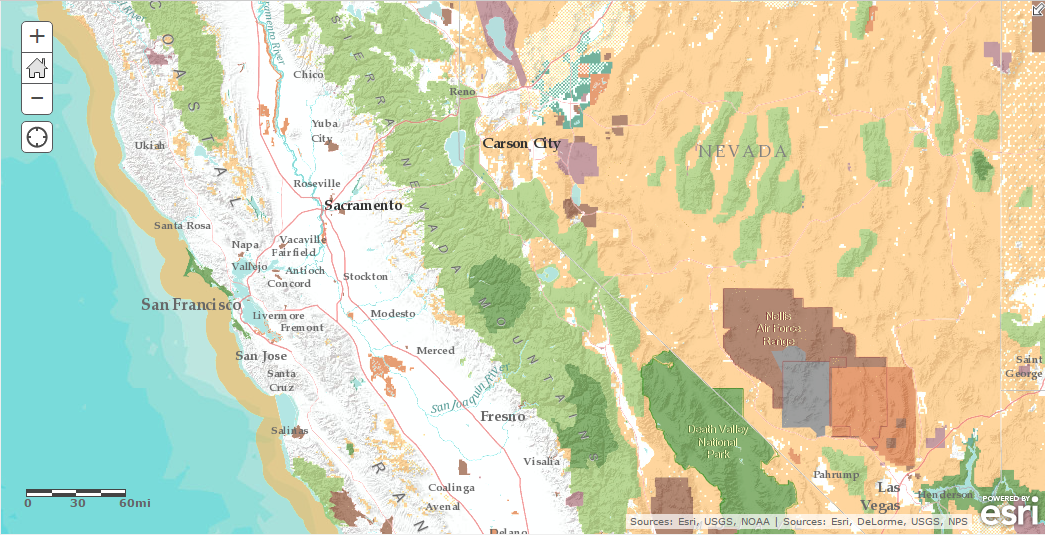 +
−
Sacramento River
COASTAL RAN
SIERRA NEVADA MOUNTAINS
Chico
Reno
Yuba
City
Carson City
Ukiah
NEVADA
Roseville
Sacramento
Santa Rosa
Napa
Vacaville
Fairfield
Vallejo
Antioch
Concord
Stockton
San Francisco
Livermore
Fremont
Modesto
Nellis
Air Force
Range
San Jose
Merced
Saint
George
Santa
Cruz
San Joaquin River
Fresno
Salinas
Death Valley
National
Park
Visalia
Pahrump
Coalinga
Las
Vegas
Henderson
Avenal
Delano
0 30 60mi
POWERED BY
esri
Sources: Esri, USGS, NOAA | Sources: Esri, DeLorme, USGS, NPS